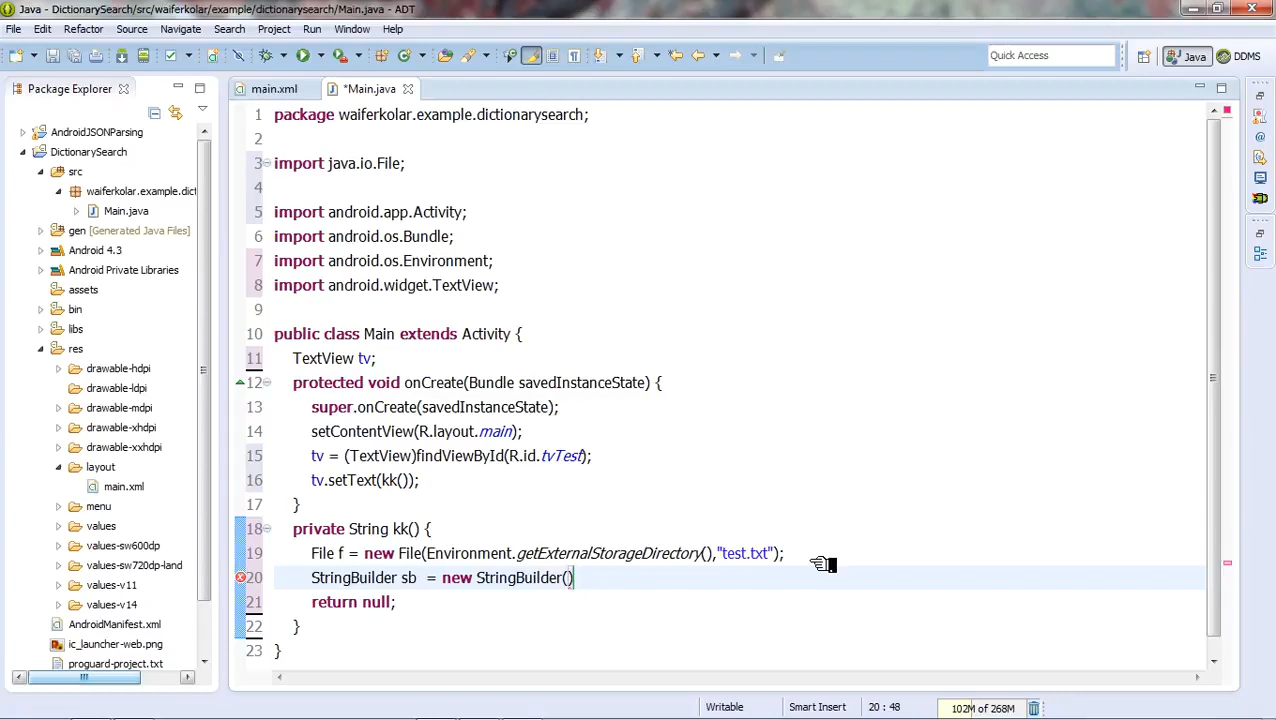 Java - DictionarySearch/src/waiferkolar/example/dictionarysearch/Main.java - ADT
File Edit Refactor Source Navigate Search Project Run Window Help
Quick Access
Java
DDMS
Package Explorer
main.xml
*Main.java
AndroidJSONParsing
DictionarySearch
src
waiferkolar.example.dict
Main.java
gen [Generated Java Files]
Android 4.3
Android Private Libraries
assets
bin
libs
res
drawable-hdpi
drawable-ldpi
drawable-mdpi
drawable-xhdpi
drawable-xxhdpi
layout
main.xml
menu
values
values-sw600dp
values-sw720dp-land
values-v11
values-v14
AndroidManifest.xml
ic_launcher-web.png
proguard-project.txt
1 package waiferkolar.example.dictionarysearch;
2
3 import java.io.File;
4
5 import android.app.Activity;
6 import android.os.Bundle;
7 import android.os.Environment;
8 import android.widget.TextView;
9
10 public class Main extends Activity {
11 TextView tv;
12 protected void onCreate(Bundle savedInstanceState) {
13 super.onCreate(savedInstanceState);
14 setContentView(R.layout.main);
15 tv = (TextView)findViewById(R.id.tvTest);
16 tv.setText(kk());
17 }
18 private String kk() {
19 File f = new File(Environment.getExternalStorageDirectory(),"test.txt");
20 StringBuilder sb = new StringBuilder()
21 return null;
22 }
23 }
Writable
Smart Insert
20 : 48
102M of 268M